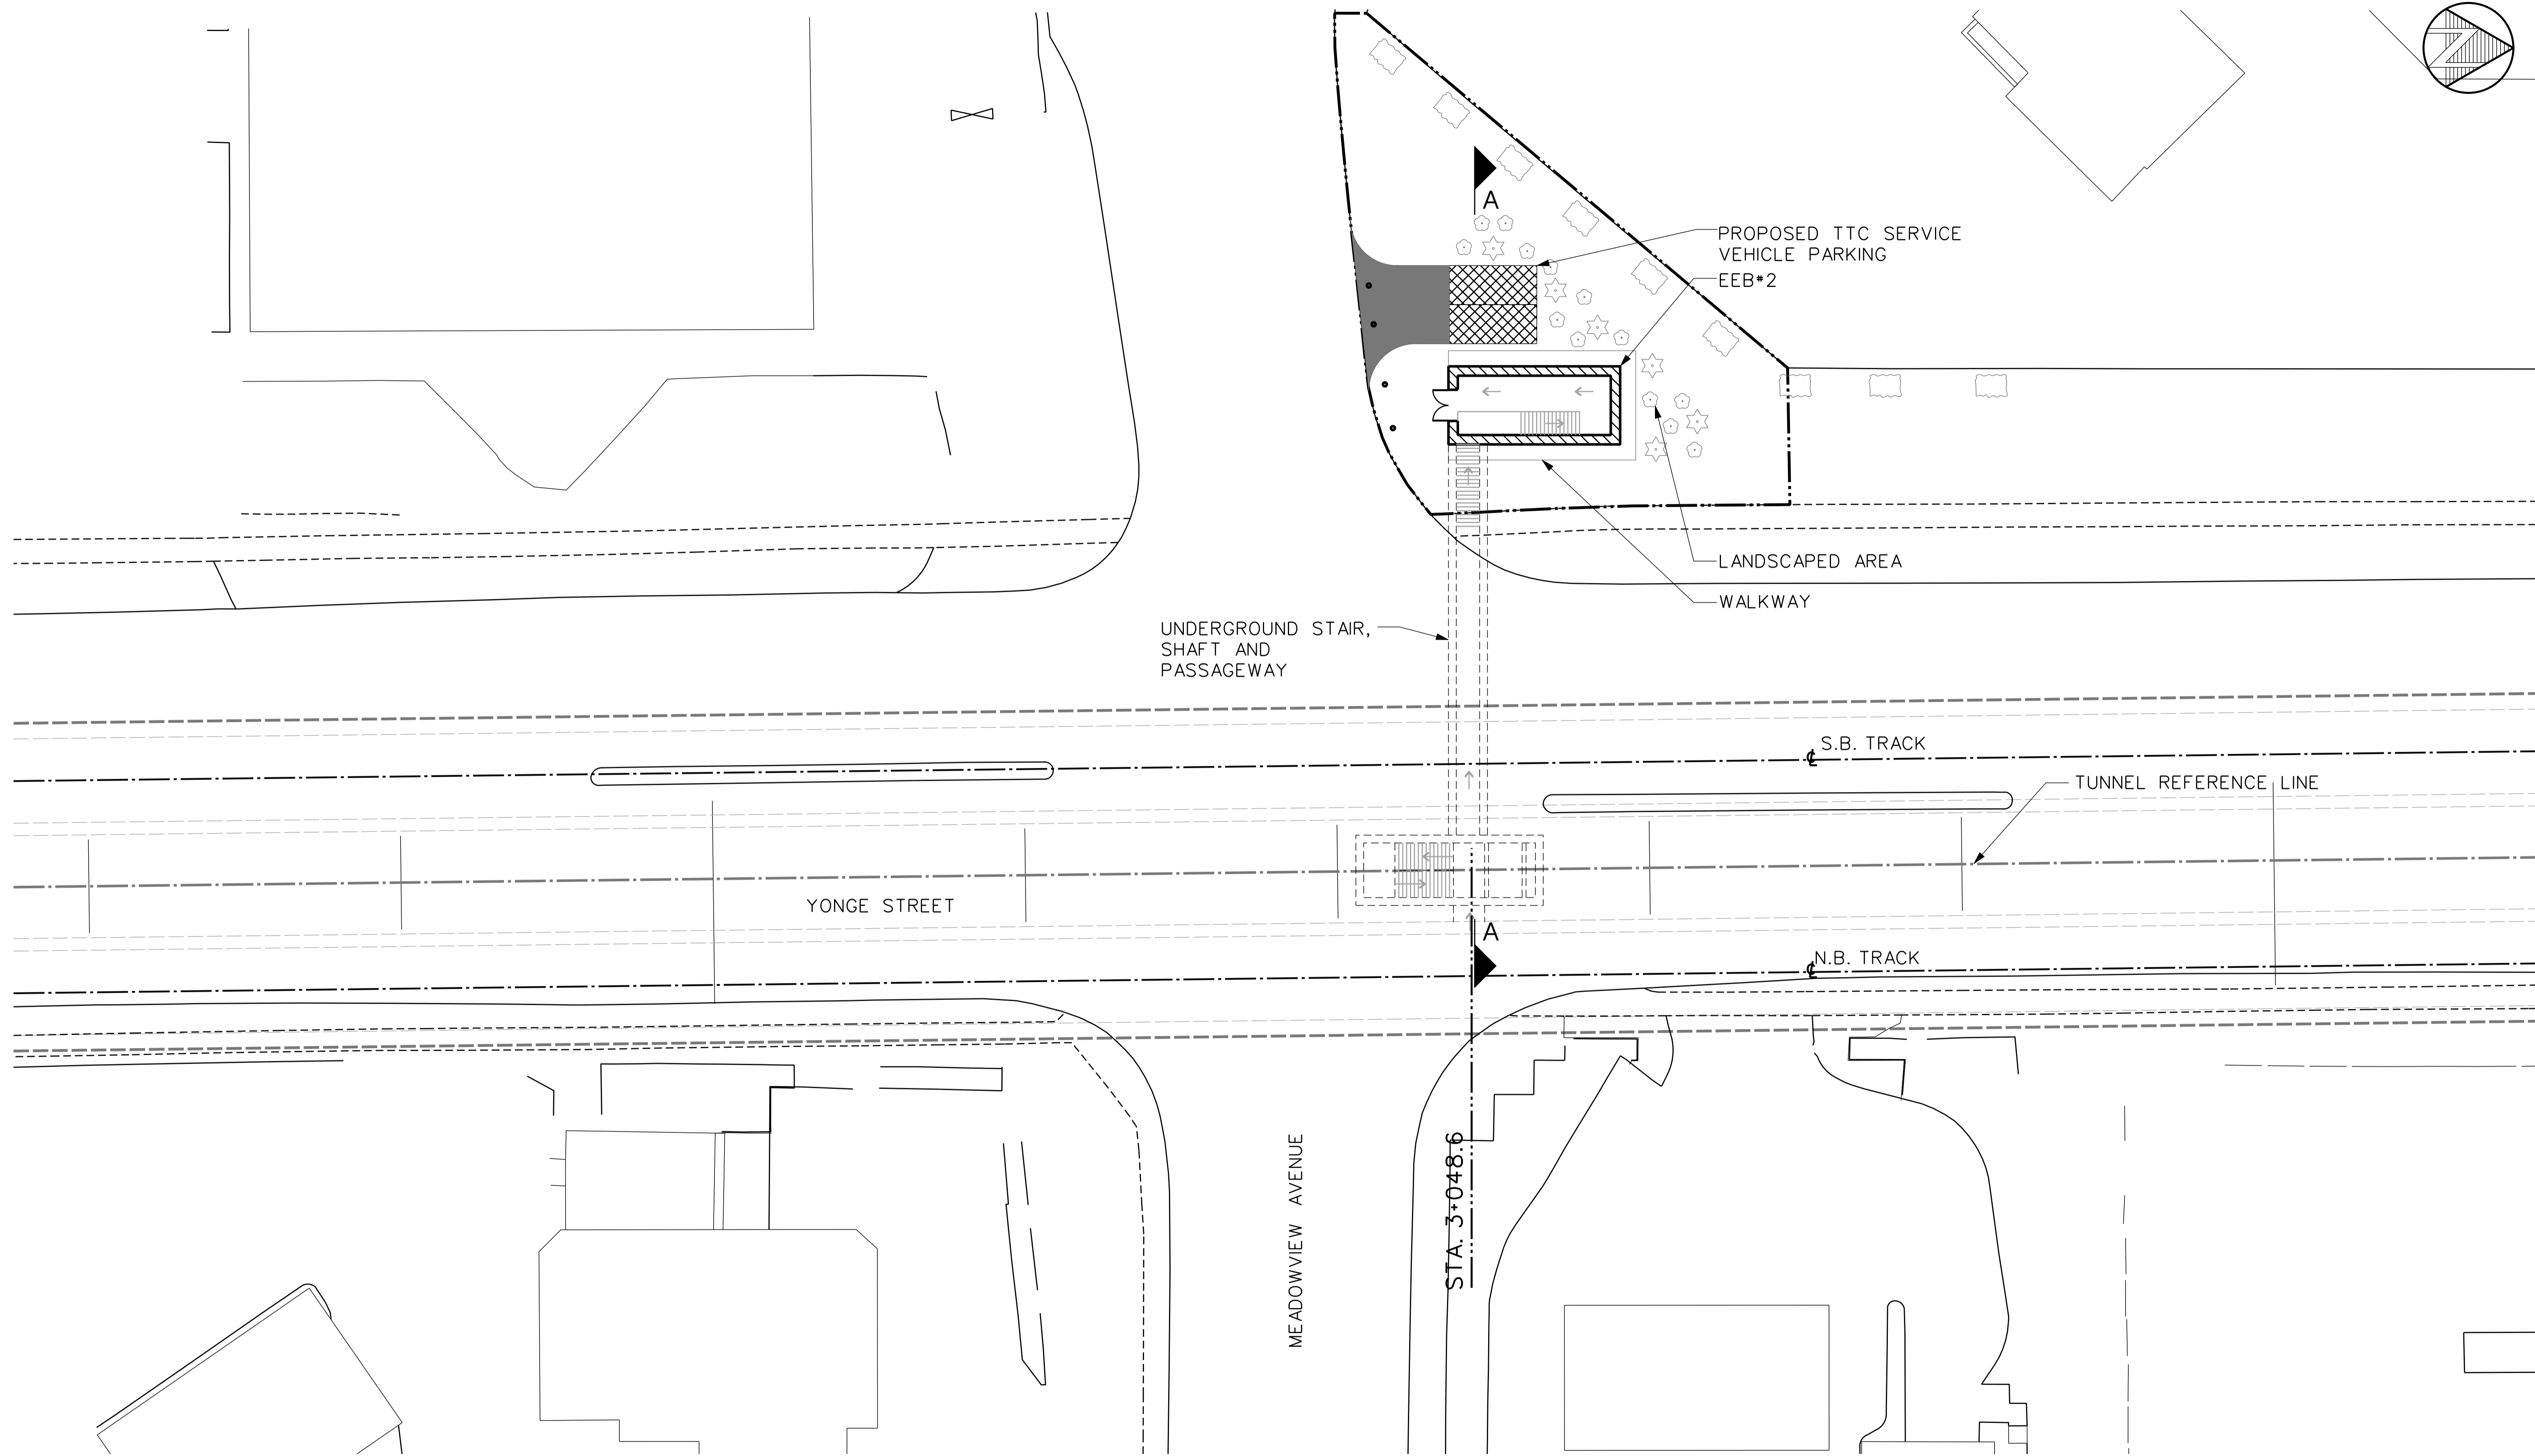 N
A
PROPOSED TTC SERVICE
VEHICLE PARKING
EEB#2
LANDSCAPED AREA
WALKWAY
UNDERGROUND STAIR,
SHAFT AND
PASSAGEWAY
℄ S.B. TRACK
TUNNEL REFERENCE LINE
YONGE STREET
A
℄ N.B. TRACK
MEADOWVIEW AVENUE
STA. 3+048.6